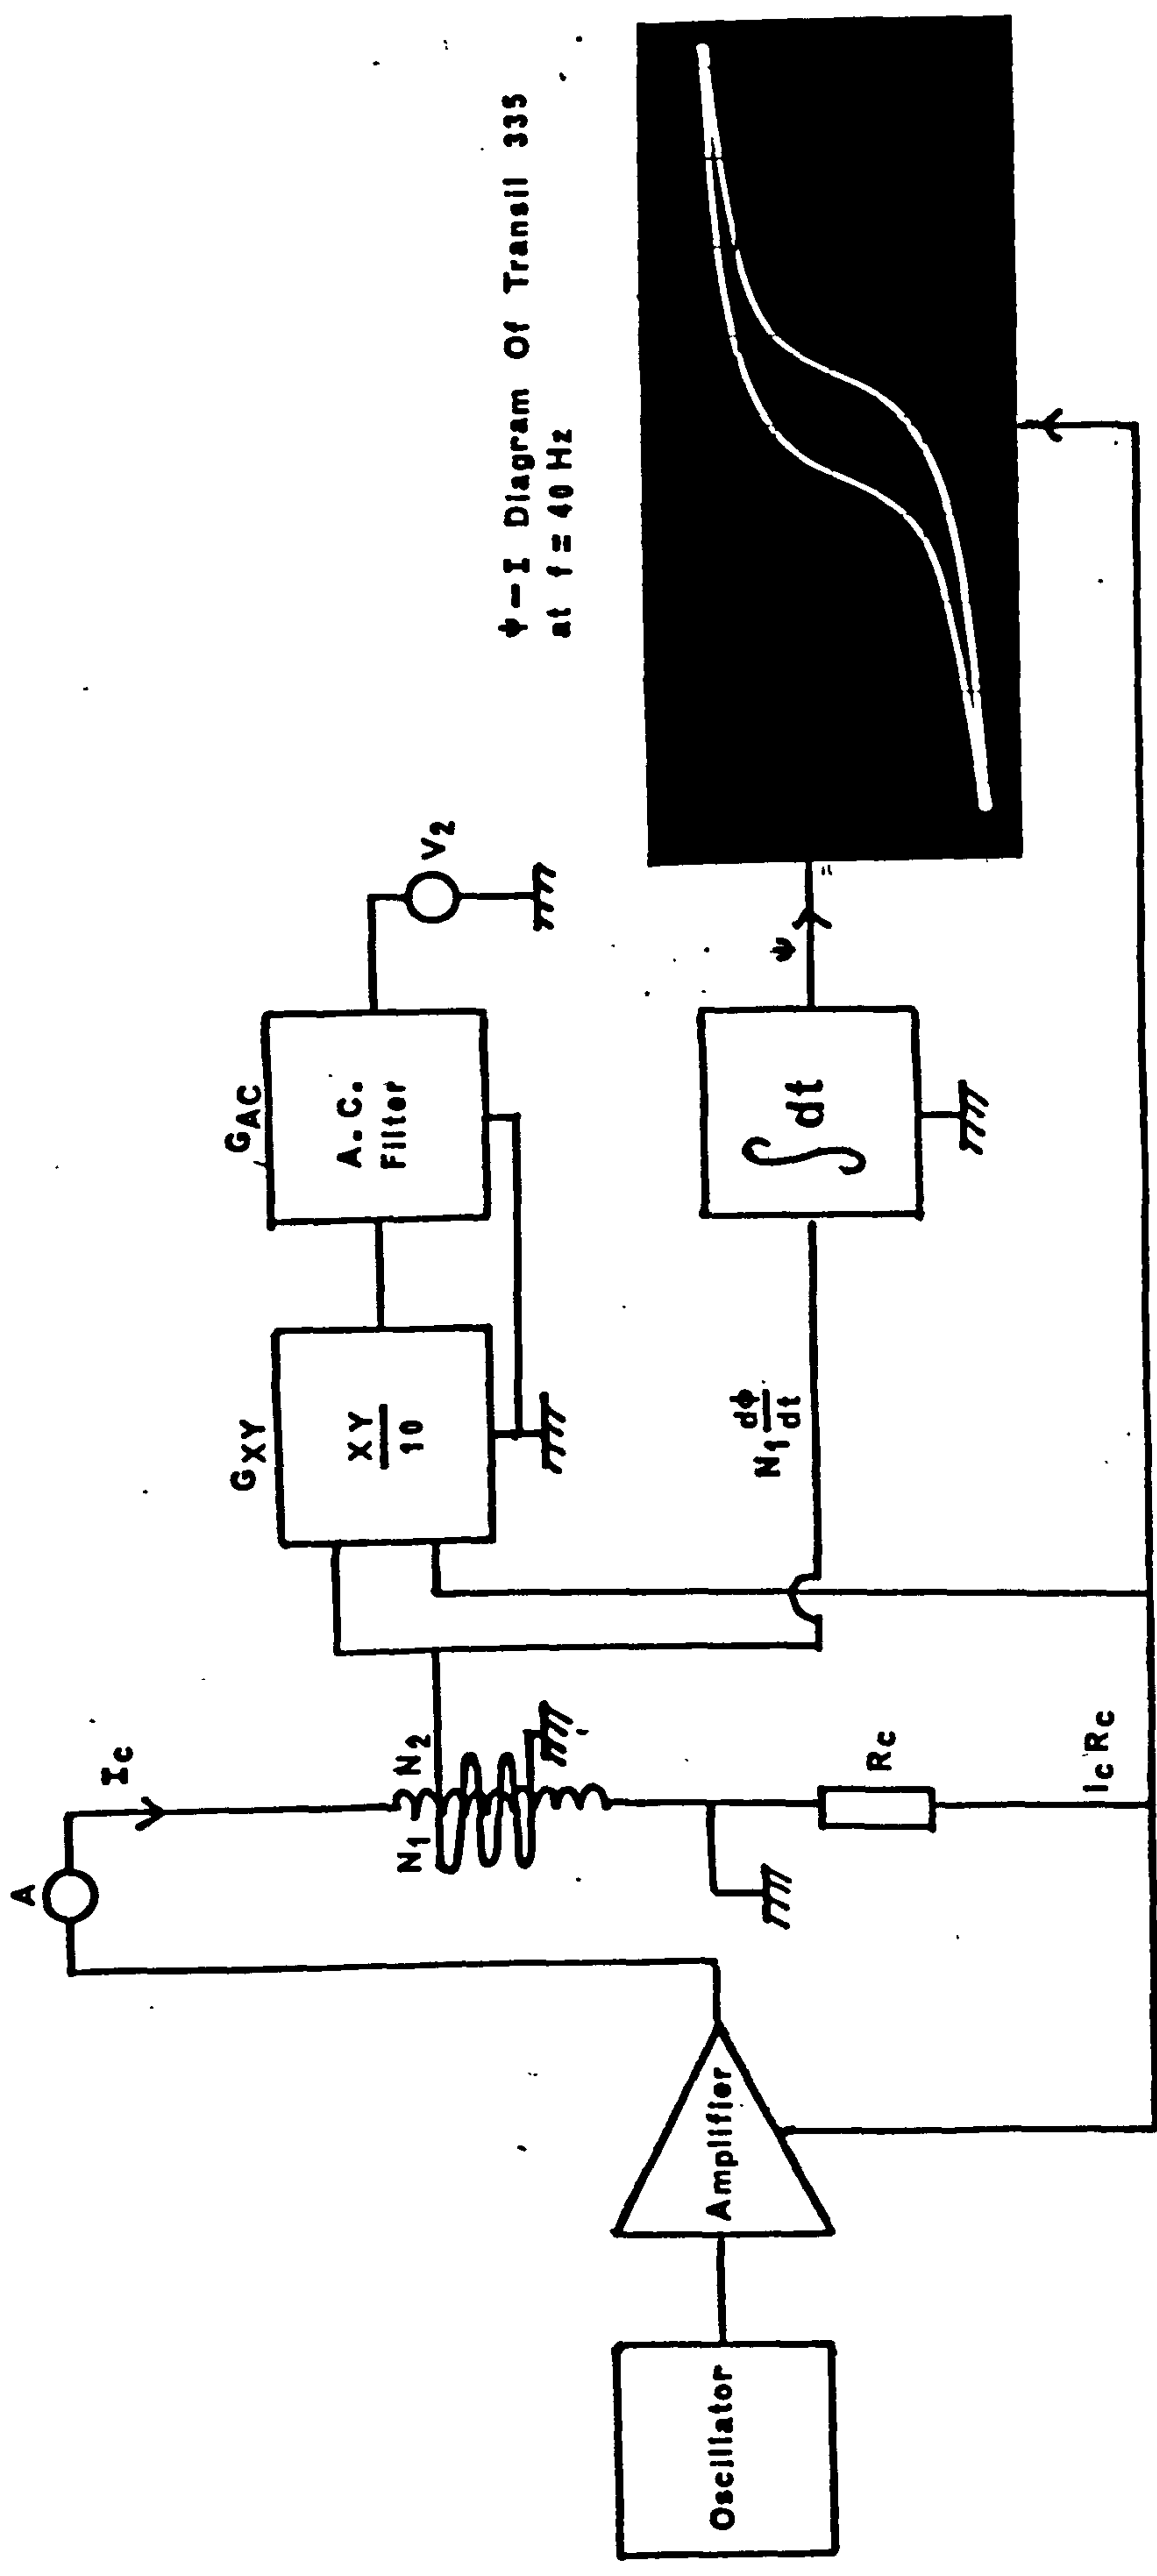 A
Ic
N1
N2
GXY
XY
10
GAC
A.C.
Filter
V2
ψ-I Diagram Of Transil 335
at f = 40 Hz
Oscillator
Amplifier
Rc
IcRc
N1 dφ
dt
∫ dt
ψ